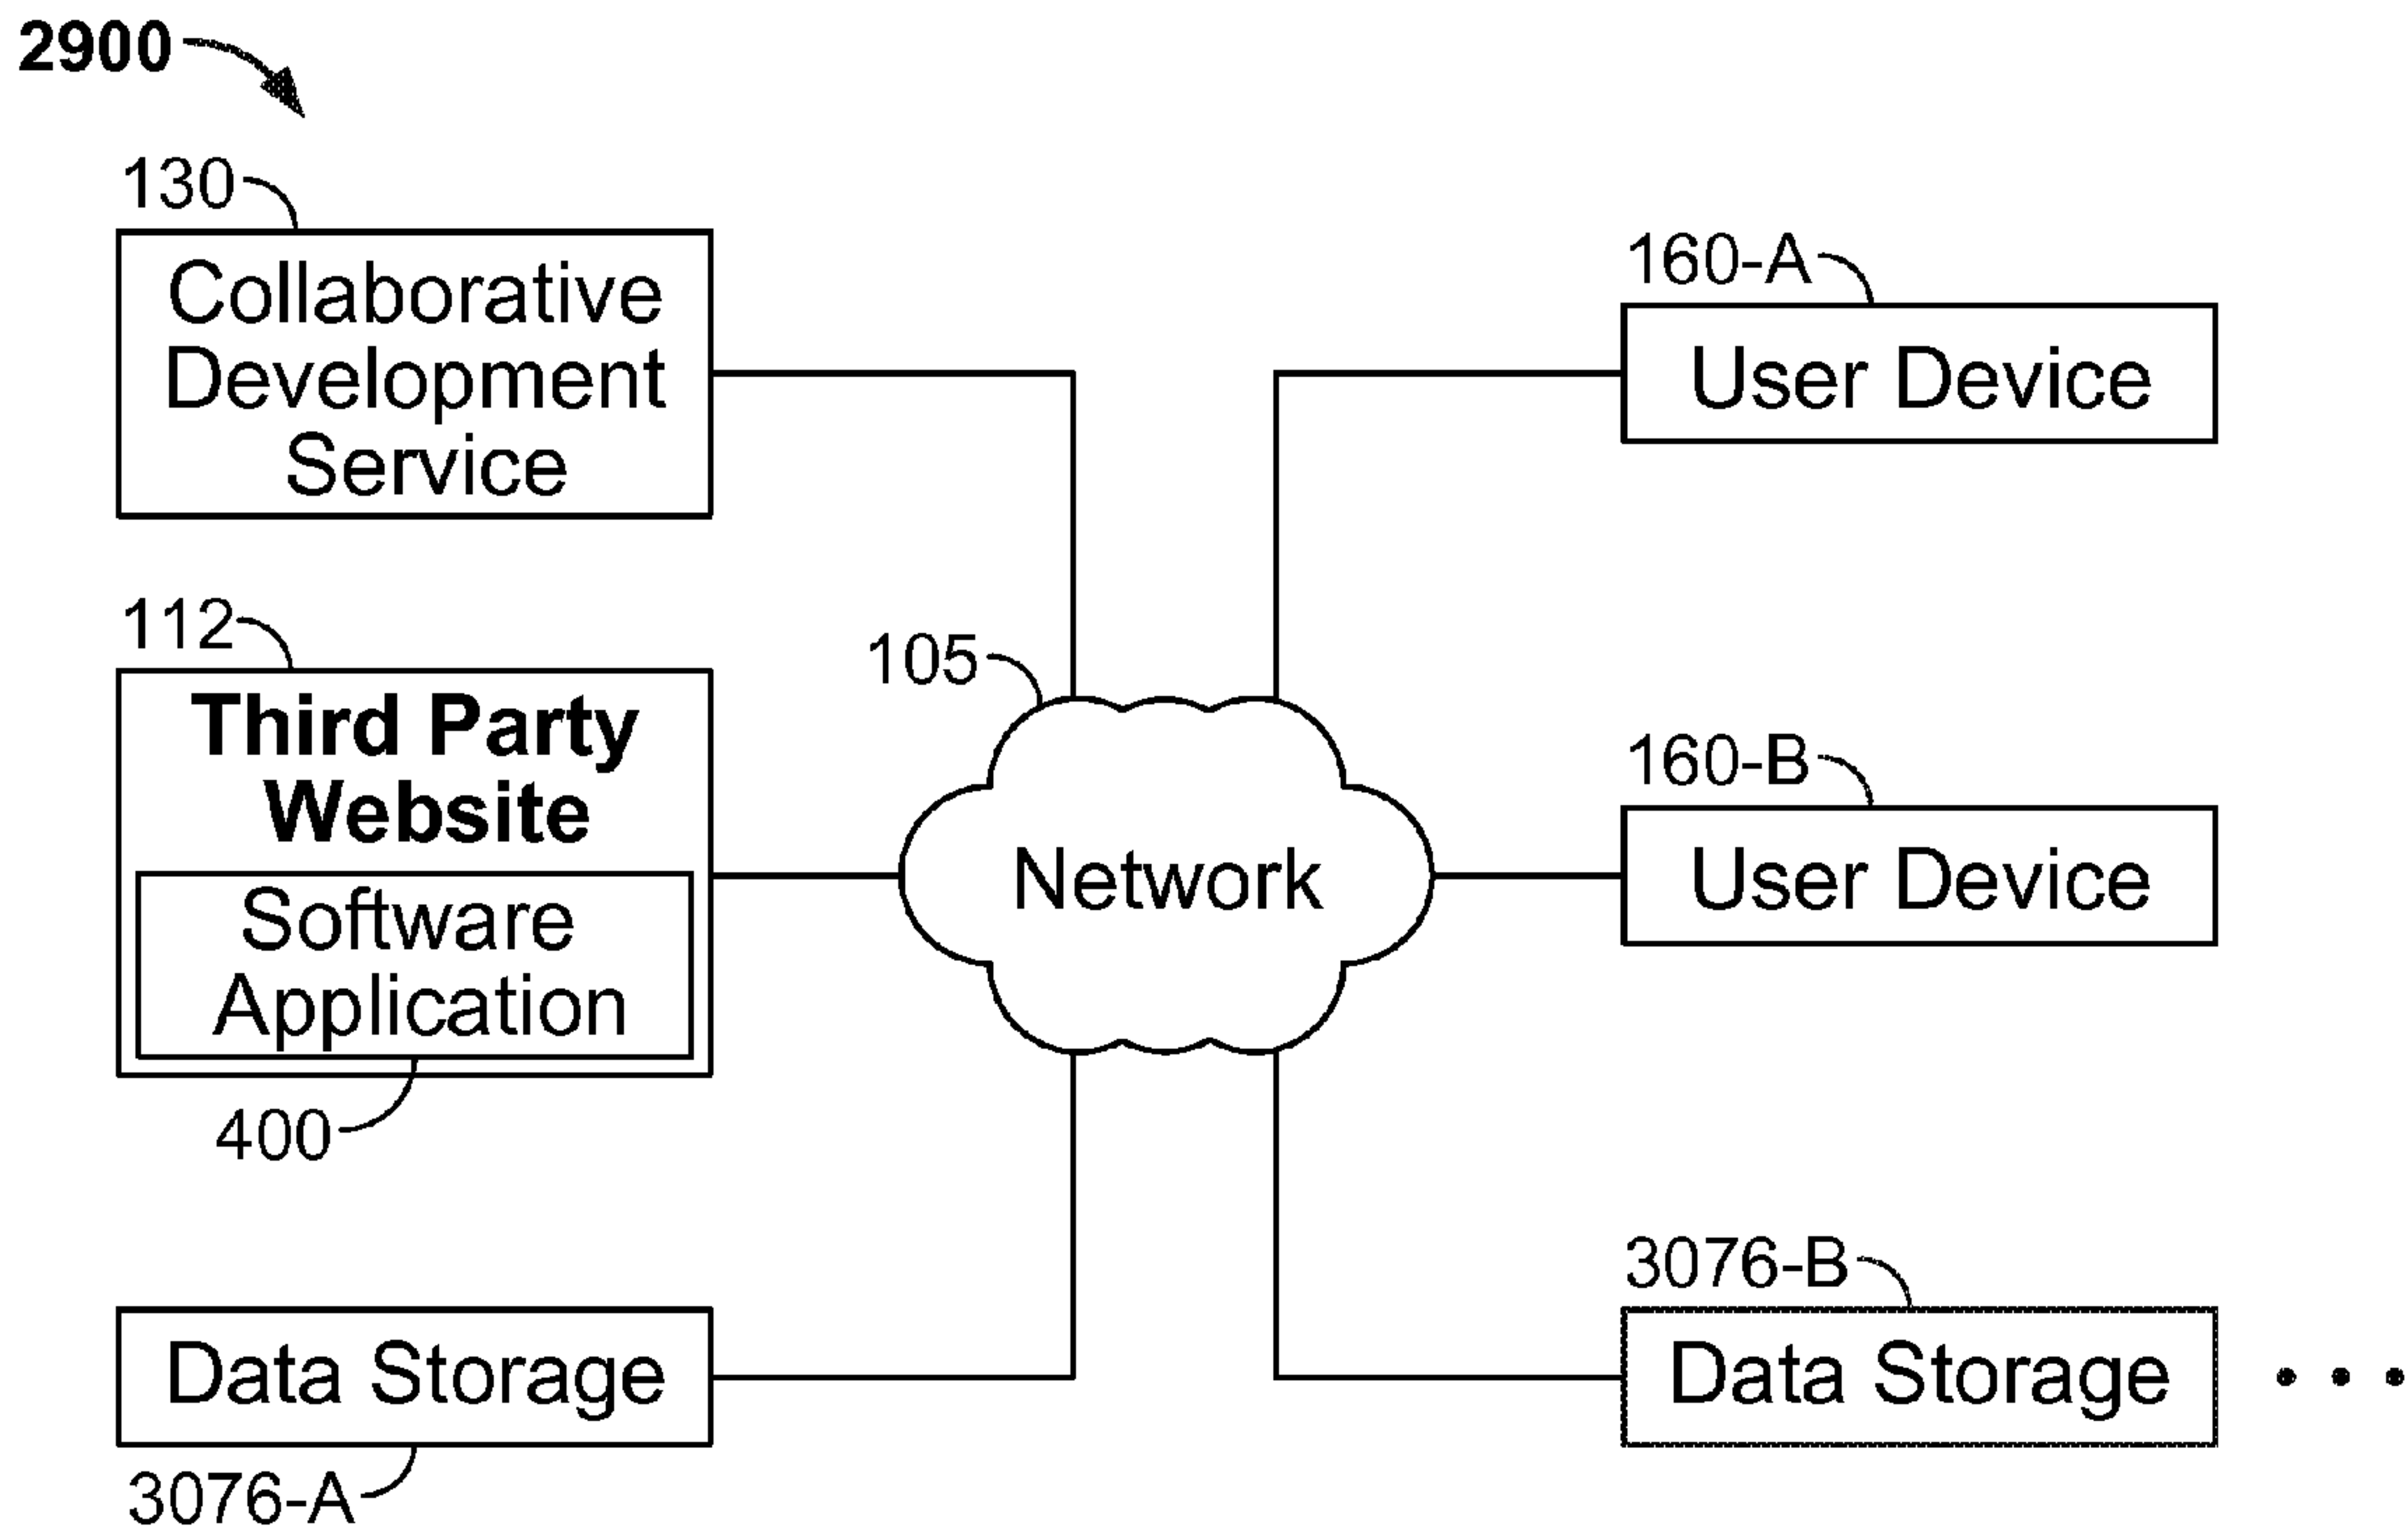 2900
130
Collaborative
Development
Service
160-A
User Device
112
Third Party
Website
Software
Application
400
105
Network
160-B
User Device
Data Storage
3076-A
3076-B
Data Storage